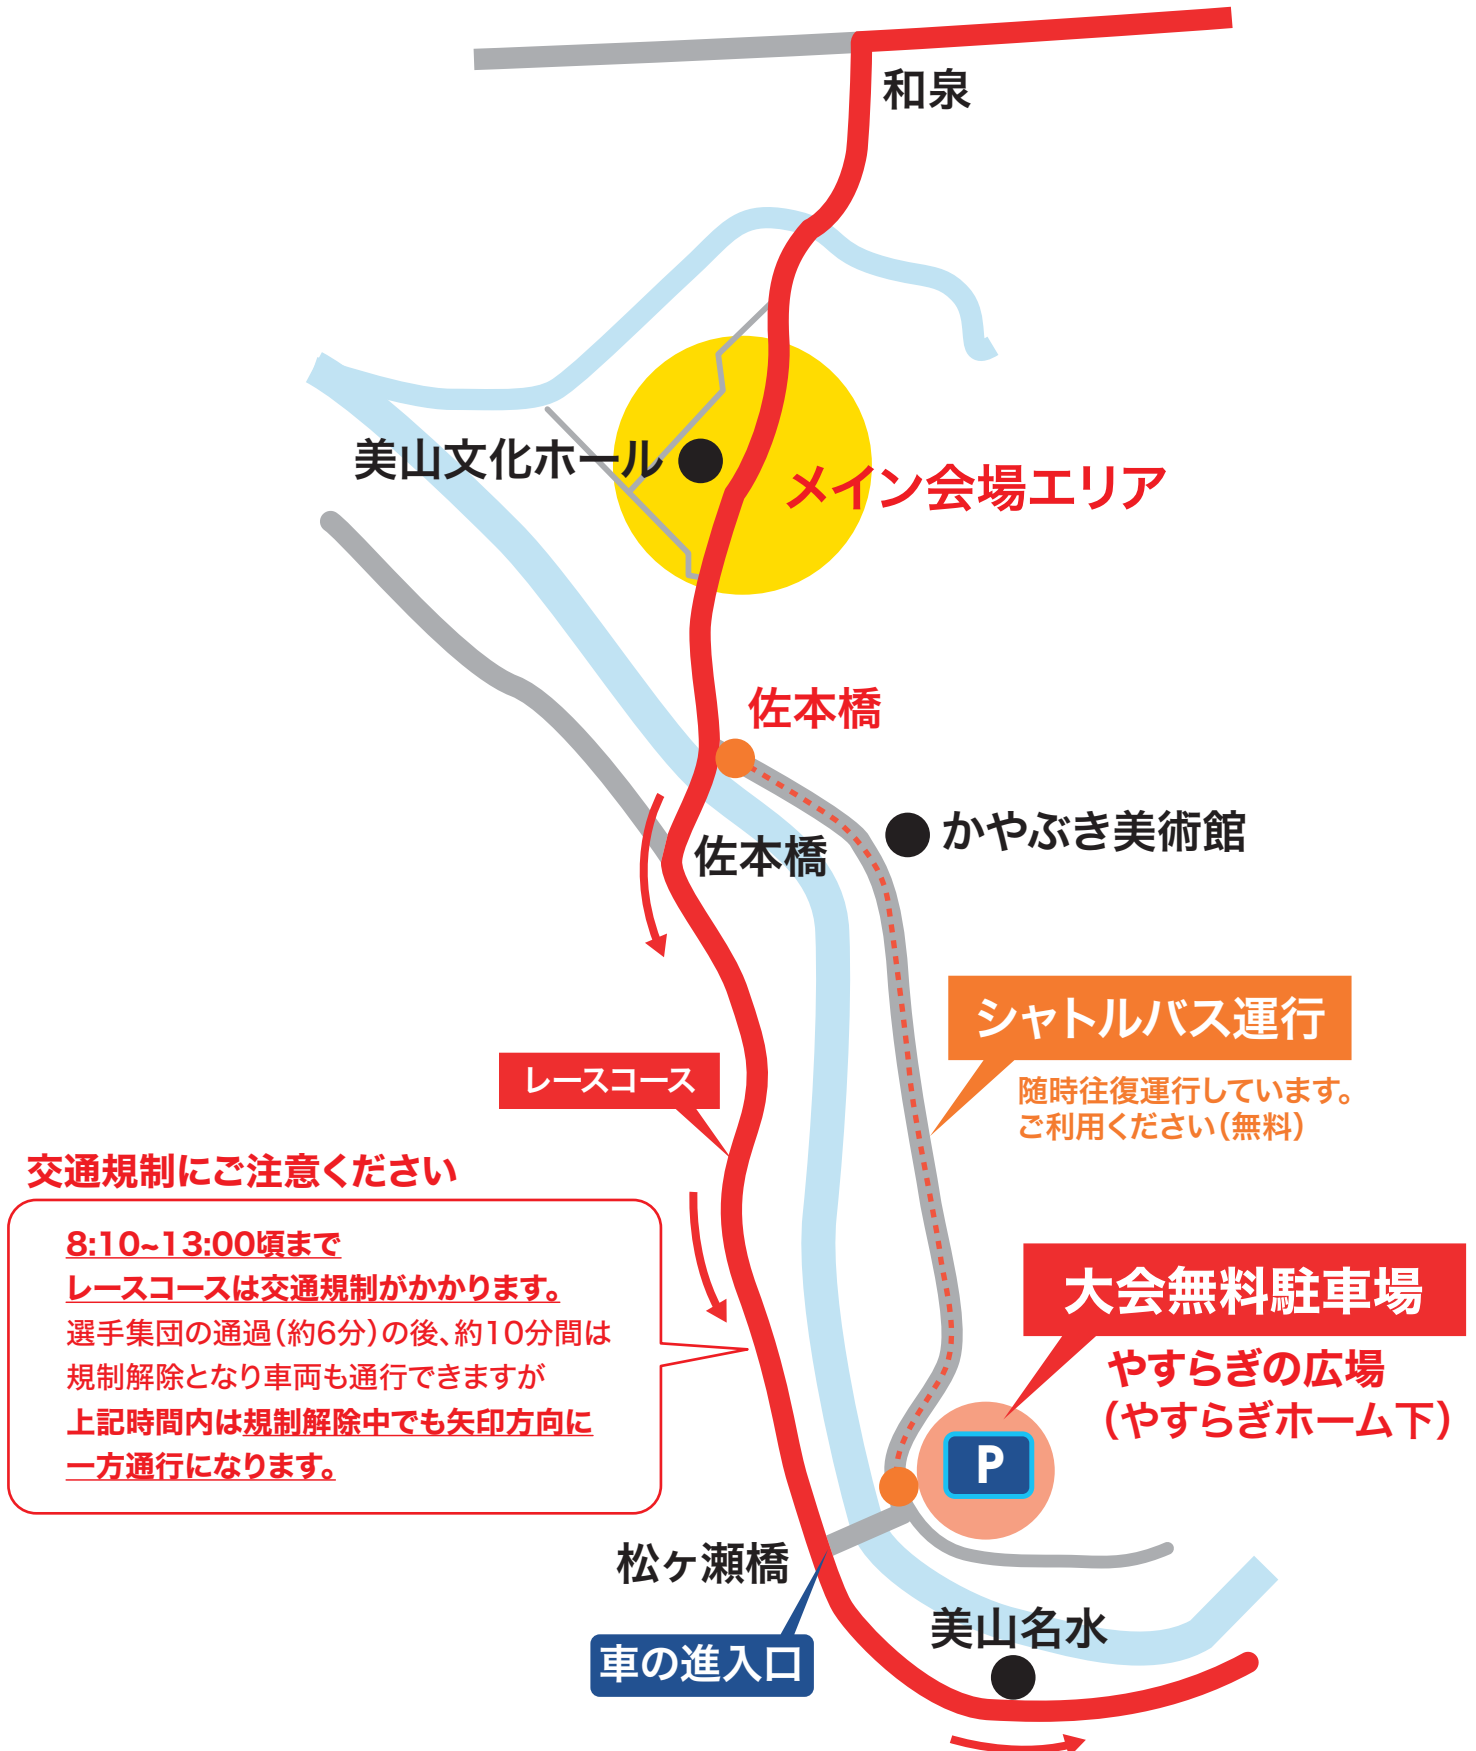 和泉
美山文化ホール
メイン会場エリア
佐本橋
かやぶき美術館
佐本橋
シャトルバス運行
随時往復運行しています。
ご利用ください(無料)
レースコース
交通規制にご注意ください
8:10~13:00頃まで
レースコースは交通規制がかかります。
選手集団の通過(約6分)の後、約10分間は
規制解除となり車両も通行できますが
上記時間内は規制解除中でも矢印方向に
一方通行になります。
大会無料駐車場
やすらぎの広場
(やすらぎホーム下)
P
松ヶ瀬橋
美山名水
車の進入口